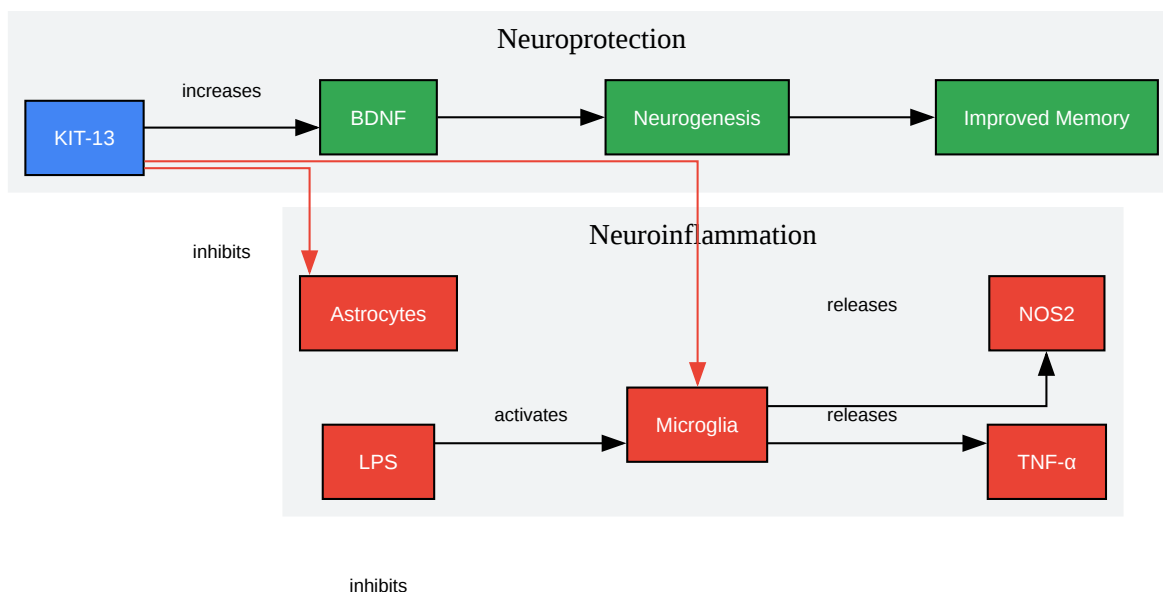 Neuroprotection
increases
KIT-13
BDNF
Neurogenesis
Improved Memory
Neuroinflammation
inhibits
Astrocytes
releases
NOS2
activates
Microglia
releases
LPS
TNF-α
inhibits